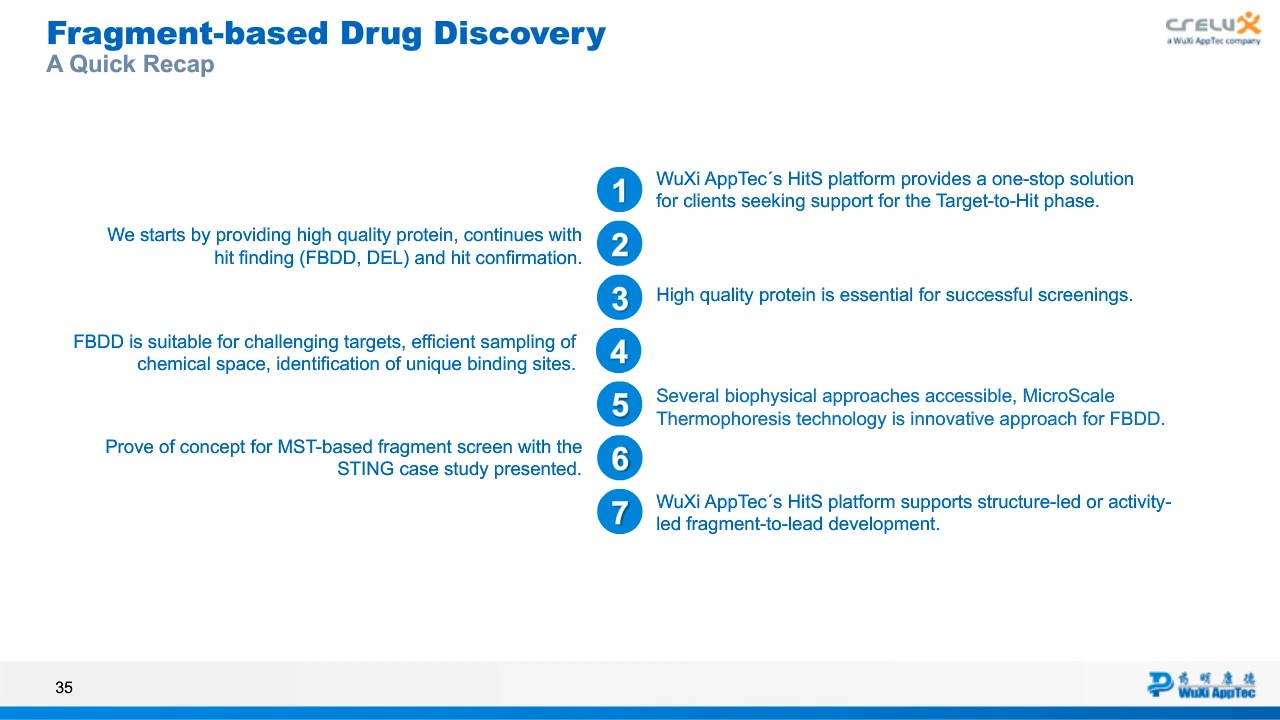 Fragment-based Drug Discovery
A Quick Recap
crelux
a WuXi AppTec company
1
WuXi AppTec´s HitS platform provides a one-stop solution
for clients seeking support for the Target-to-Hit phase.
We starts by providing high quality protein, continues with
hit finding (FBDD, DEL) and hit confirmation.
2
3
High quality protein is essential for successful screenings.
FBDD is suitable for challenging targets, efficient sampling of
chemical space, identification of unique binding sites.
4
5
Several biophysical approaches accessible, MicroScale
Thermophoresis technology is innovative approach for FBDD.
Prove of concept for MST-based fragment screen with the
STING case study presented.
6
7
WuXi AppTec´s HitS platform supports structure-led or activity-
led fragment-to-lead development.
35
药明康德
WuXi AppTec